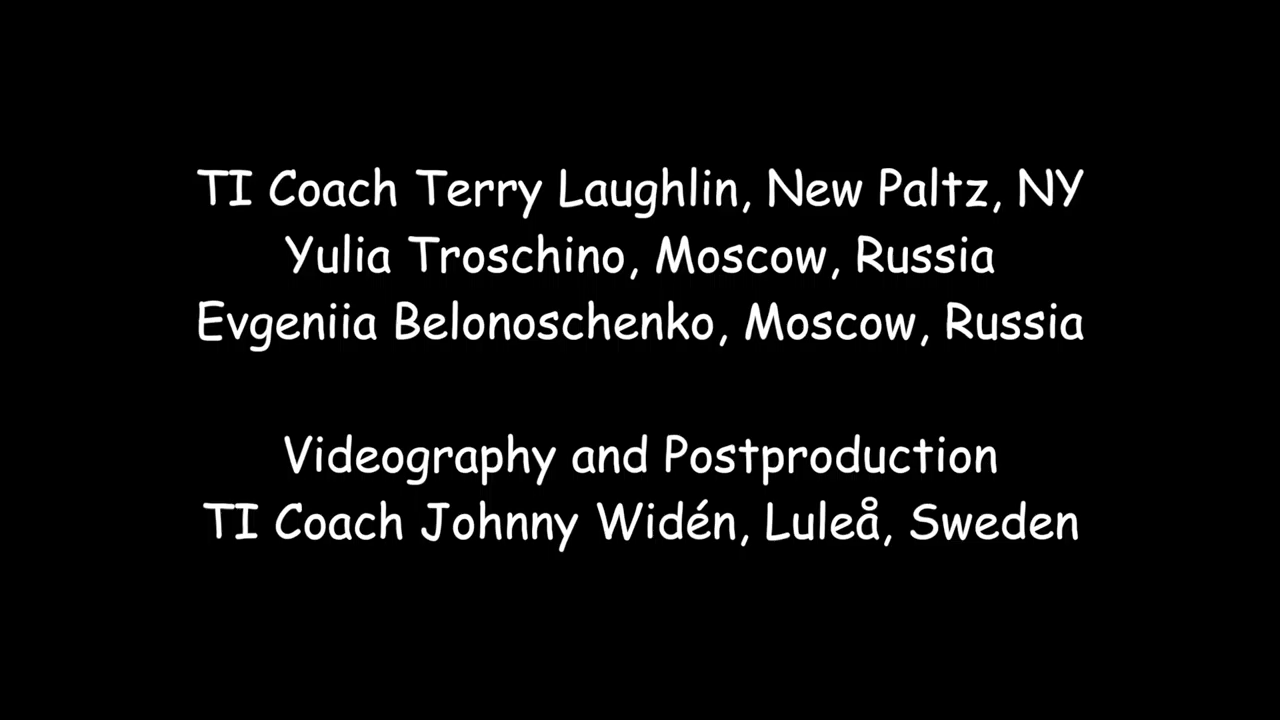 TI Coach Terry Laughlin, New Paltz, NY
Yulia Troschino, Moscow, Russia
Evgeniia Belonoschenko, Moscow, Russia
Videography and Postproduction
TI Coach Johnny Widén, Luleå, Sweden